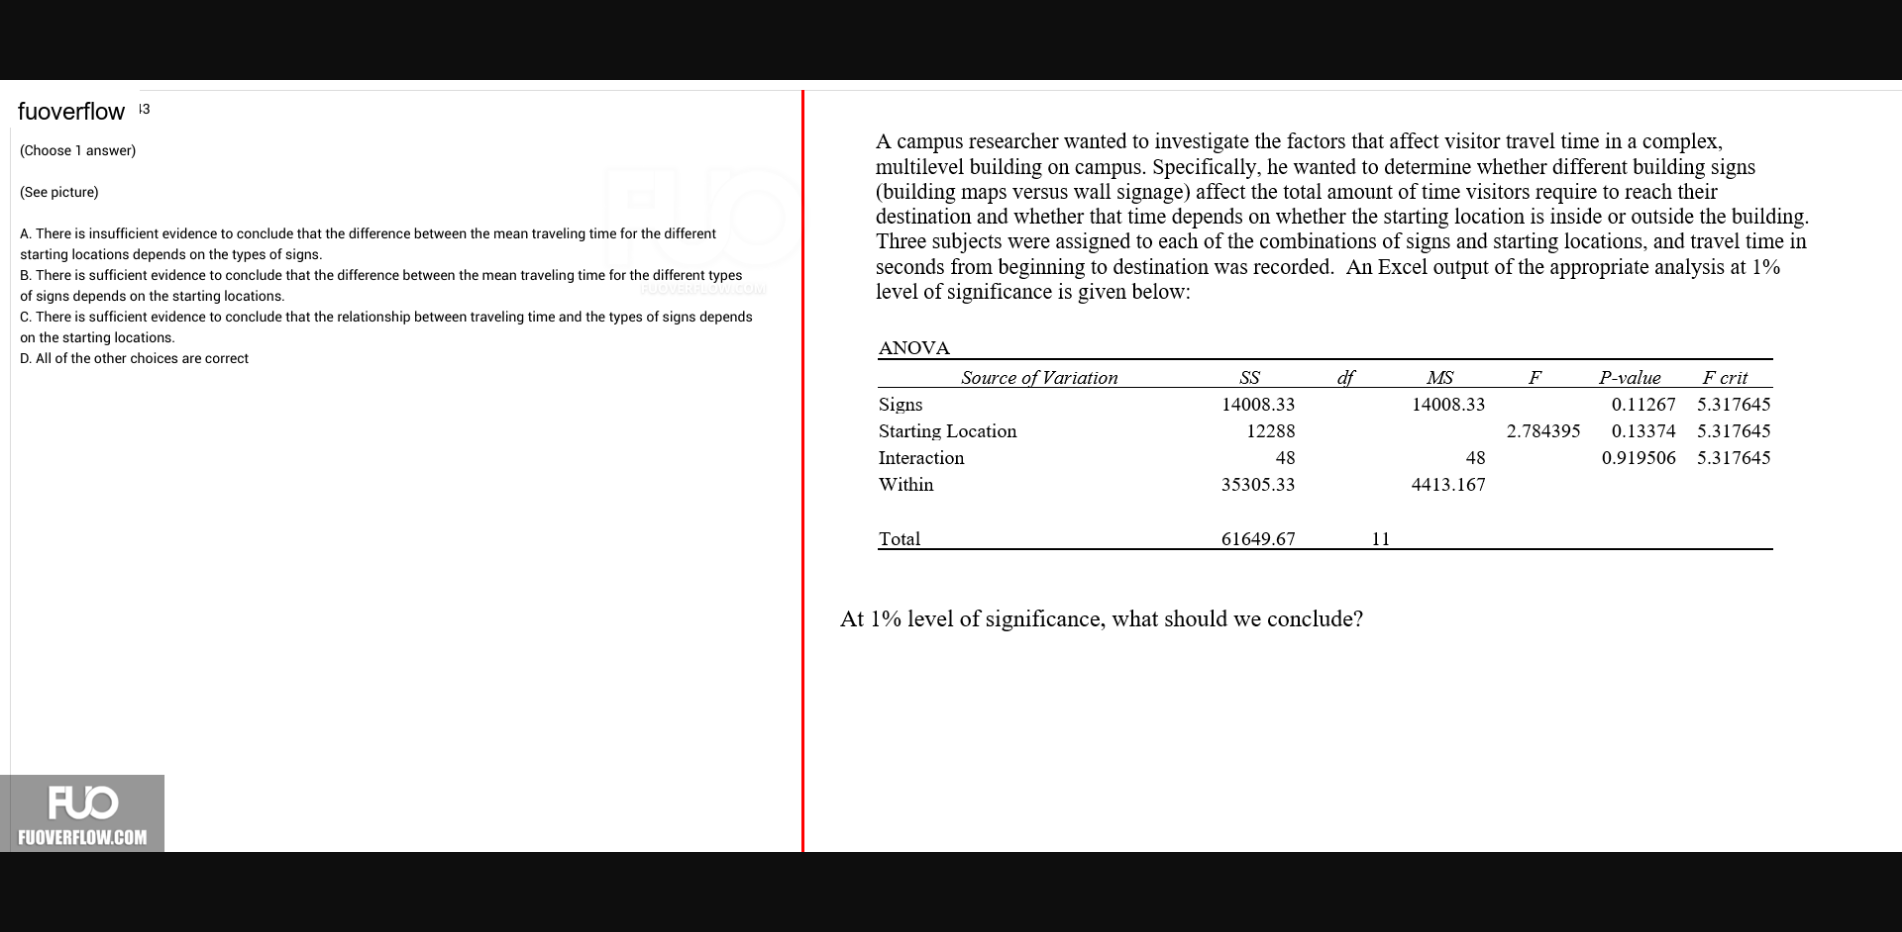 fuoverflow 43
(Choose 1 answer)
(See picture)
A. There is insufficient evidence to conclude that the difference between the mean traveling time for the different
starting locations depends on the types of signs.
B. There is sufficient evidence to conclude that the difference between the mean traveling time for the different types
of signs depends on the starting locations.
C. There is sufficient evidence to conclude that the relationship between traveling time and the types of signs depends
on the starting locations.
D. All of the other choices are correct
FUO
FUOVERFLOW.COM
FUO
FUOVERFLOW.COM
A campus researcher wanted to investigate the factors that affect visitor travel time in a complex,
multilevel building on campus. Specifically, he wanted to determine whether different building signs
(building maps versus wall signage) affect the total amount of time visitors require to reach their
destination and whether that time depends on whether the starting location is inside or outside the building.
Three subjects were assigned to each of the combinations of signs and starting locations, and travel time in
seconds from beginning to destination was recorded. An Excel output of the appropriate analysis at 1%
level of significance is given below:
ANOVA
Source of Variation SS df MS F P-value F crit
Signs 14008.33 14008.33 0.11267 5.317645
Starting Location 12288 2.784395 0.13374 5.317645
Interaction 48 48 0.919506 5.317645
Within 35305.33 4413.167
Total 61649.67 11
At 1% level of significance, what should we conclude?